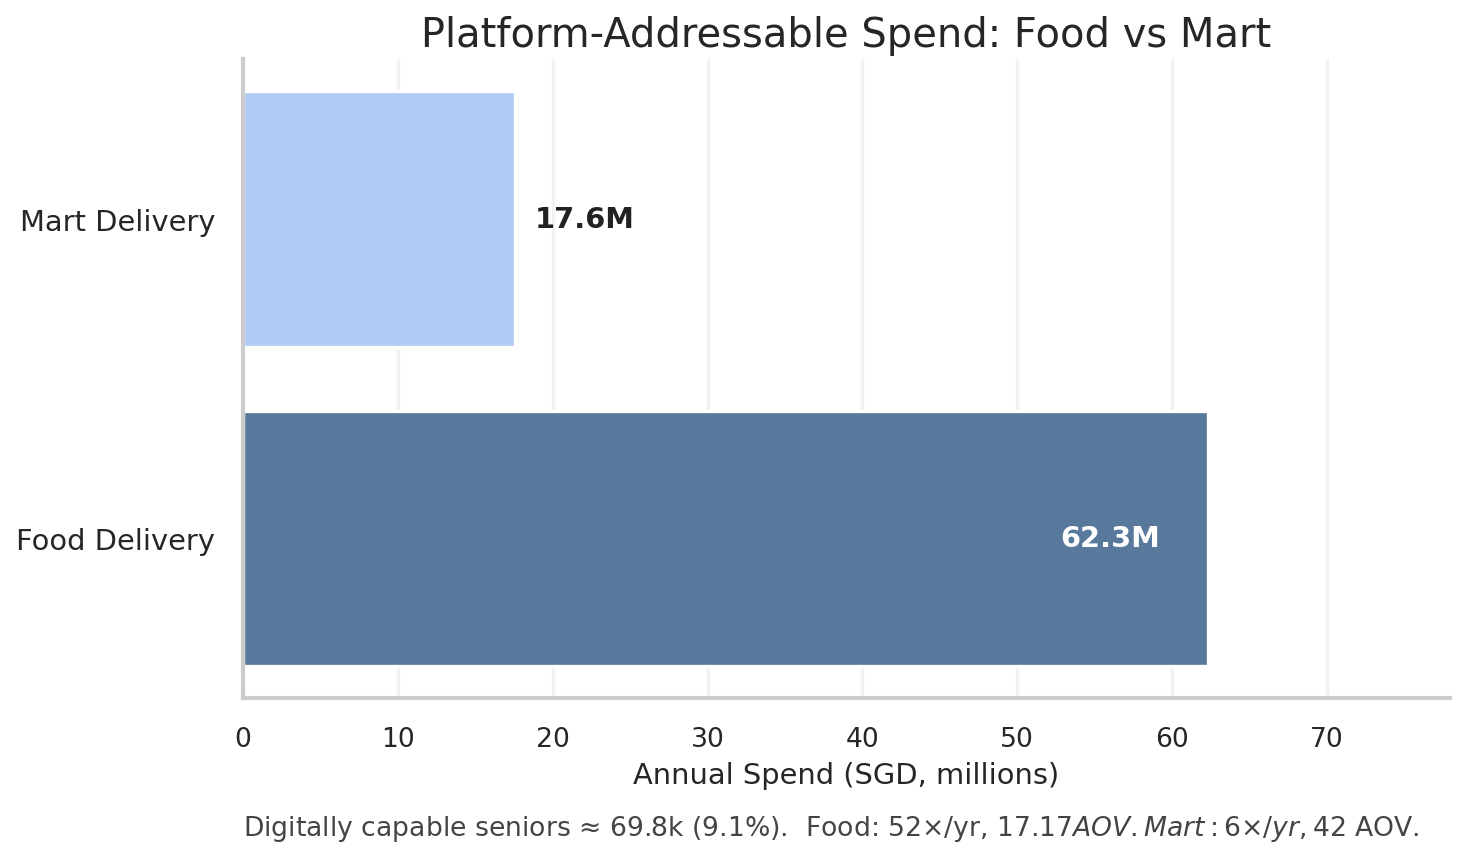 Platform-Addressable Spend: Food vs Mart
Mart Delivery
17.6M
Food Delivery
62.3M
0 10 20 30 40 50 60 70
Annual Spend (SGD, millions)
Digitally capable seniors ≈ 69.8k (9.1%). Food: 52×/yr, 17.17AOV.Mart:6×/yr,42 AOV.